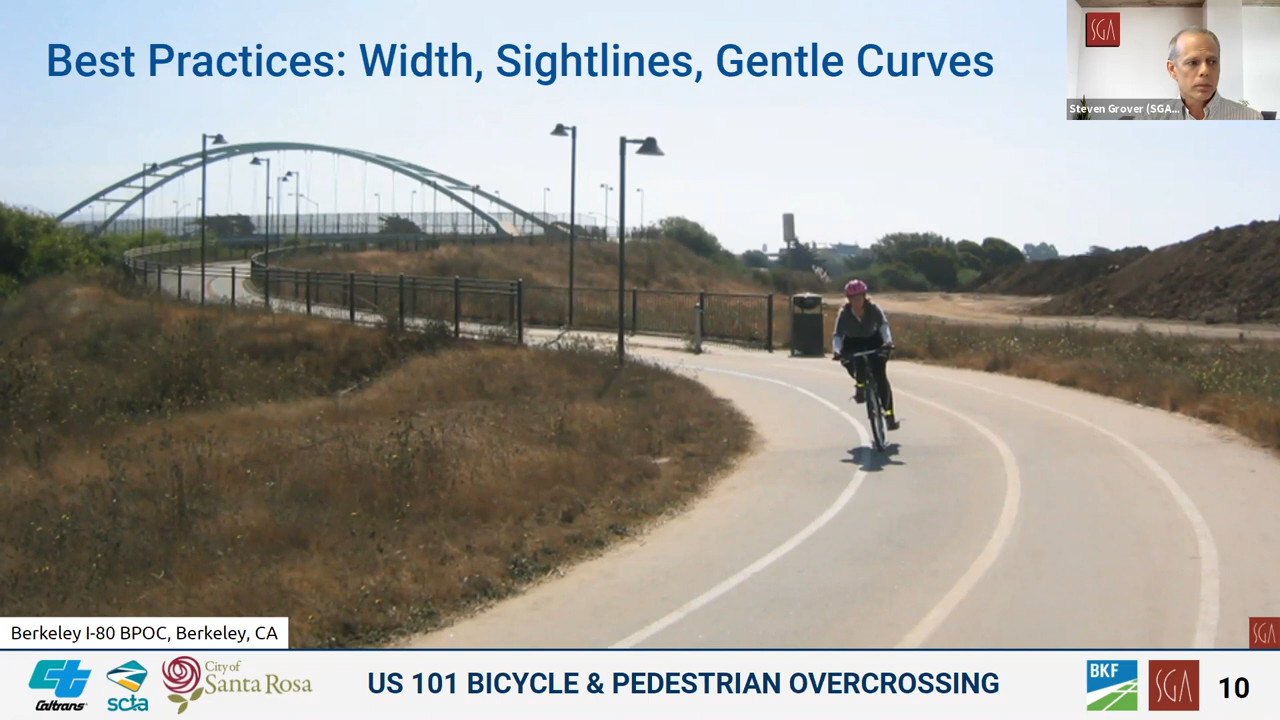 Best Practices: Width, Sightlines, Gentle Curves
SGA
Steven Grover (SGA...
Berkeley I-80 BPOC, Berkeley, CA
SGA
Caltrans
scta
City of
Santa Rosa
US 101 BICYCLE & PEDESTRIAN OVERCROSSING
BKF
SGA
10